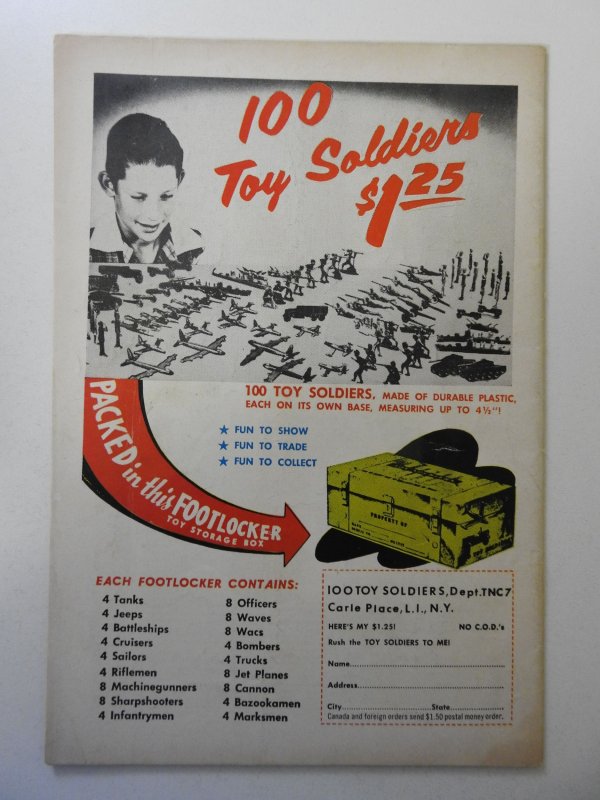 100
Toy Soldiers
$1.25
100 TOY SOLDIERS, MADE OF DURABLE PLASTIC,
EACH ON ITS OWN BASE, MEASURING UP TO 4½"!
★ FUN TO SHOW
★ FUN TO TRADE
★ FUN TO COLLECT
PACKED in this FOOTLOCKER
TOY STORAGE BOX
PROPERTY OF
EACH FOOTLOCKER CONTAINS:
4 Tanks
4 Jeeps
4 Battleships
4 Cruisers
4 Sailors
4 Riflemen
8 Machinegunners
8 Sharpshooters
4 Infantrymen
8 Officers
8 Waves
8 Wacs
4 Bombers
4 Trucks
8 Jet Planes
8 Cannon
4 Bazookamen
4 Marksmen
100 TOY SOLDIERS, Dept. TNC7
Carle Place, L.I., N.Y.
HERE'S MY $1.25! NO C.O.D.'s
Rush the TOY SOLDIERS TO ME!
Name
Address
City State
Canada and foreign orders send $1.50 postal money order.